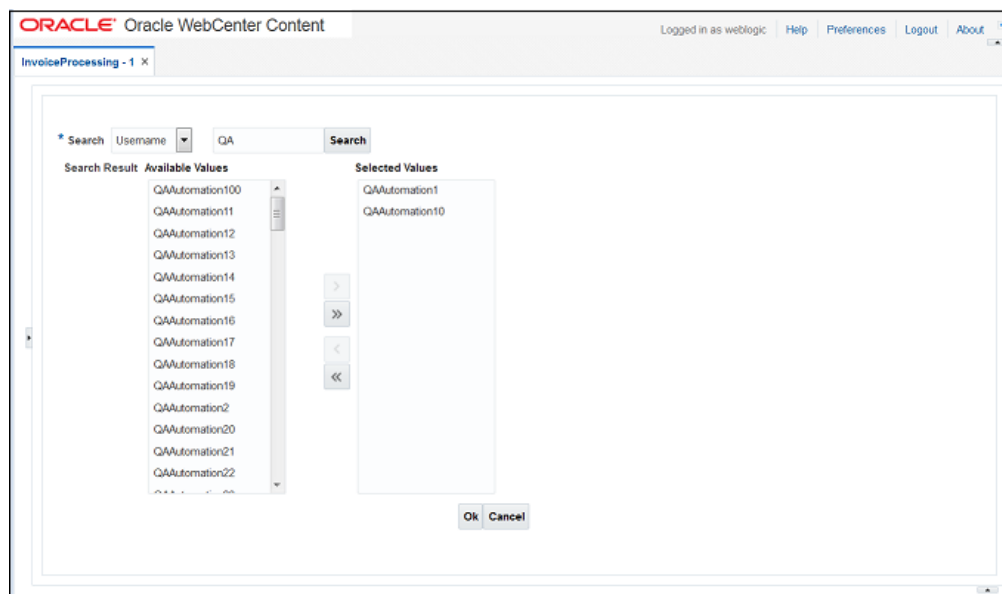 ORACLE® Oracle WebCenter Content
Logged in as weblogic Help Preferences Logout About
InvoiceProcessing - 1 ×
* Search Username QA Search
Search Result Available Values Selected Values
QAAutomation100 QAAutomation1
QAAutomation11 QAAutomation10
QAAutomation12
QAAutomation13
QAAutomation14
QAAutomation15
QAAutomation16
QAAutomation17
QAAutomation18
QAAutomation19
QAAutomation2
QAAutomation20
QAAutomation21
QAAutomation22
Ok Cancel